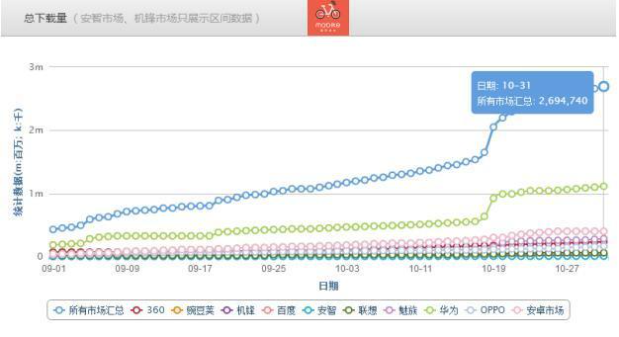 总下载量（安智市场、机锋市场只展示区间数据）
mobike
3m
2m
1m
0
统计数据(m:百万; k:千)
日期: 10-31
所有市场汇总: 2,694,740
09-01 09-09 09-17 09-25 10-03 10-11 10-19 10-27
日期
所有市场汇总 360 豌豆荚 机锋 百度 安智 联想 魅族 华为 OPPO 安卓市场